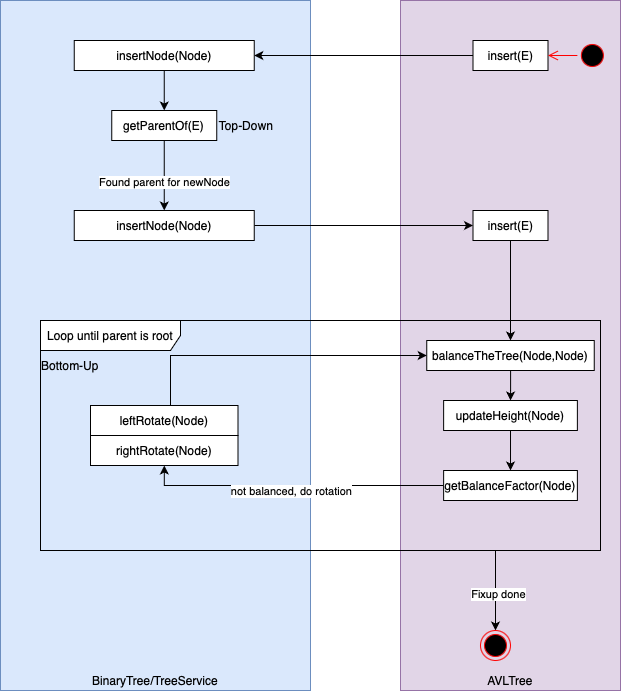 insertNode(Node)
insert(E)
getParentOf(E)
Top-Down
Found parent for newNode
insertNode(Node)
insert(E)
Loop until parent is root
Bottom-Up
balanceTheTree(Node,Node)
leftRotate(Node)
updateHeight(Node)
rightRotate(Node)
getBalanceFactor(Node)
not balanced, do rotation
Fixup done
BinaryTree/TreeService
AVLTree